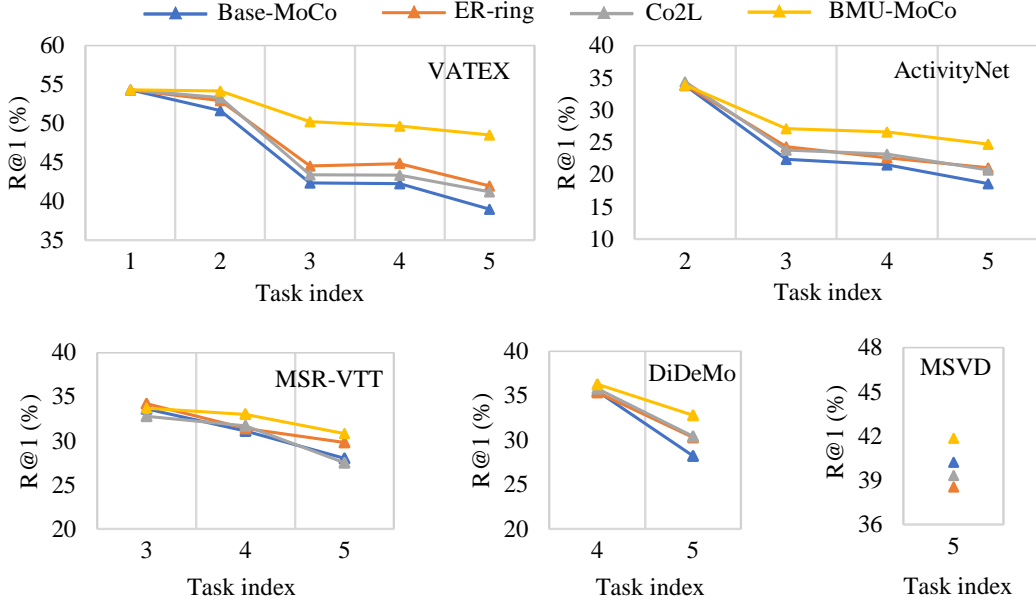 Base-MoCo ER-ring Co2L BMU-MoCo
VATEX
R@1 (%)
60
55
50
45
40
35
1 2 3 4 5
Task index
ActivityNet
R@1 (%)
40
35
30
25
20
15
10
2 3 4 5
Task index
MSR-VTT
R@1 (%)
40
35
30
25
20
3 4 5
Task index
DiDeMo
R@1 (%)
40
35
30
25
20
4 5
Task index
MSVD
R@1 (%)
48
45
42
39
36
5
Task index